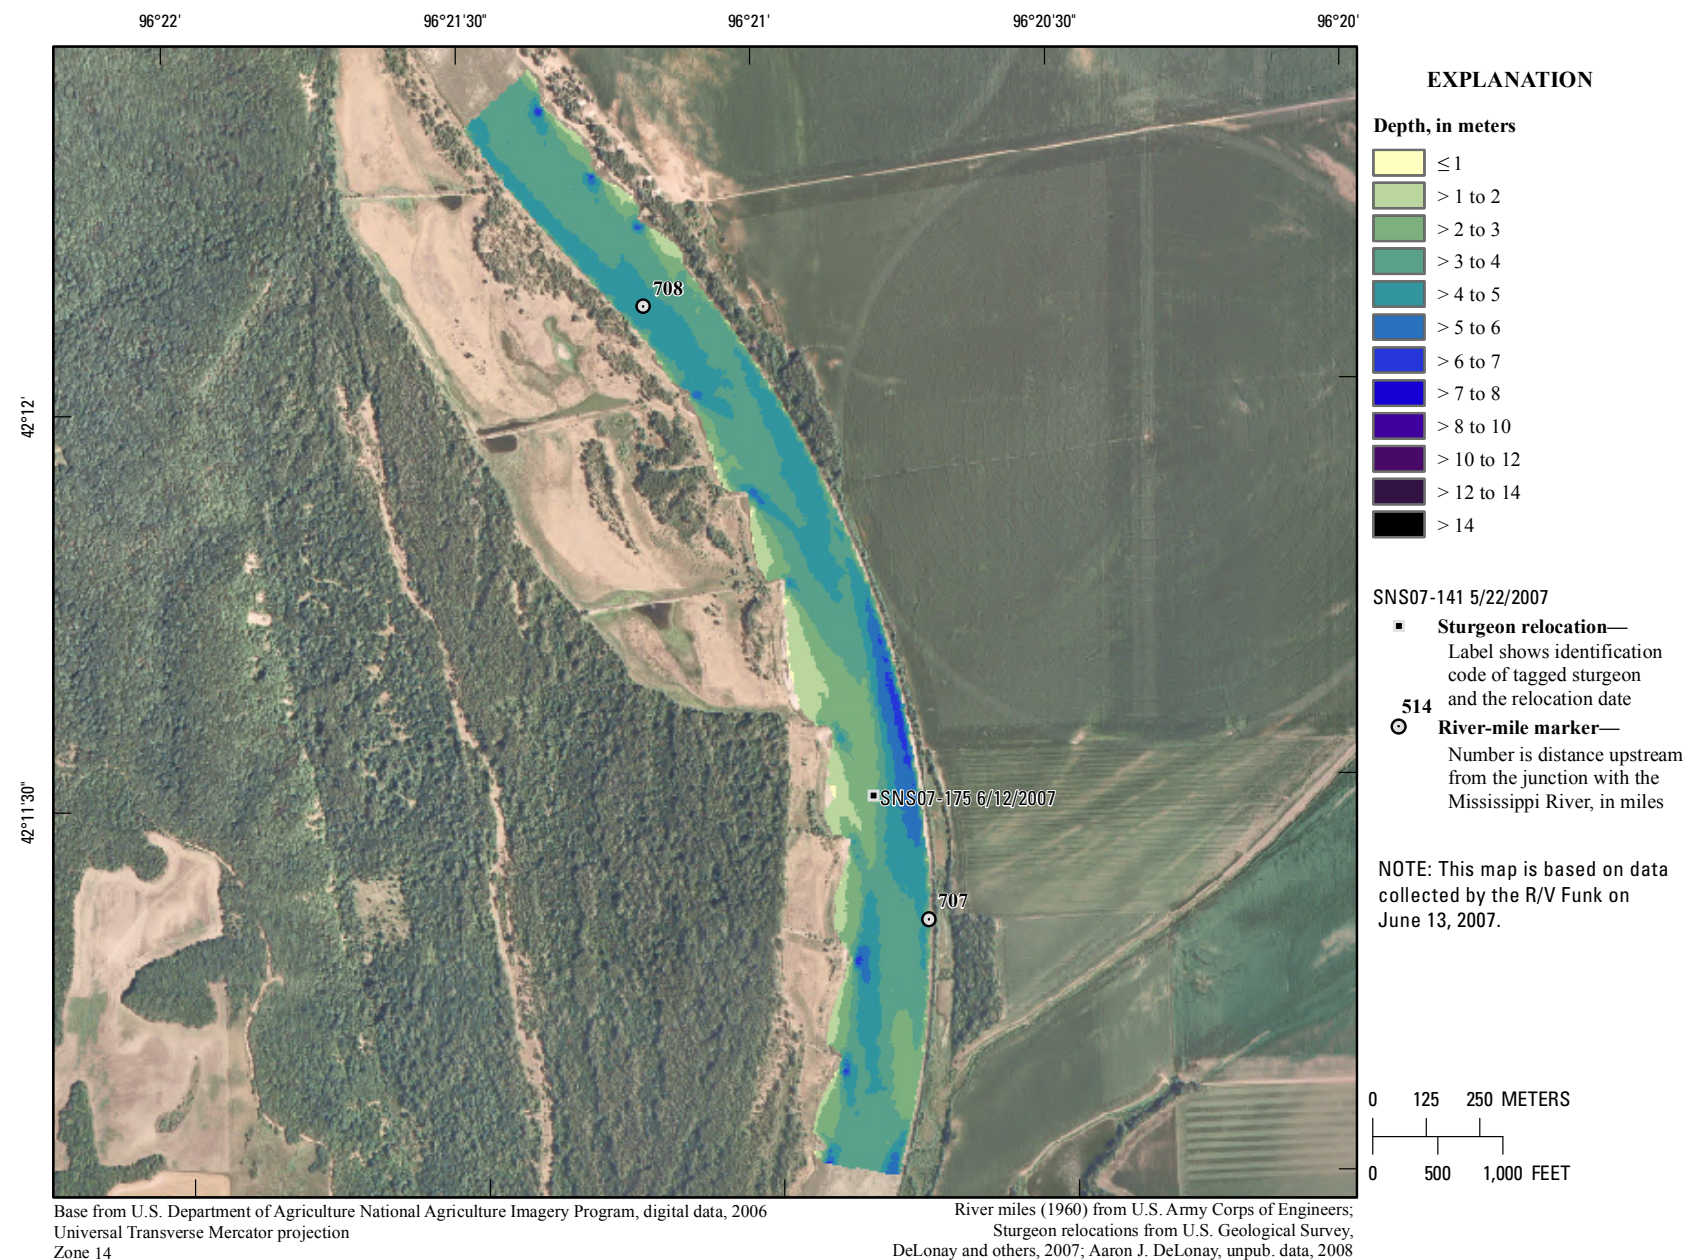 96°22' 96°21'30" 96°21' 96°20'30" 96°20'
42°12'
42°11'30"
708
SNS07-175 6/12/2007
707
EXPLANATION
Depth, in meters
≤ 1
> 1 to 2
> 2 to 3
> 3 to 4
> 4 to 5
> 5 to 6
> 6 to 7
> 7 to 8
> 8 to 10
> 10 to 12
> 12 to 14
> 14
SNS07-141 5/22/2007
Sturgeon relocation—
Label shows identification
code of tagged sturgeon
and the relocation date
514
River-mile marker—
Number is distance upstream
from the junction with the
Mississippi River, in miles
NOTE: This map is based on data
collected by the R/V Funk on
June 13, 2007.
0 125 250 METERS
0 500 1,000 FEET
Base from U.S. Department of Agriculture National Agriculture Imagery Program, digital data, 2006
Universal Transverse Mercator projection
Zone 14
River miles (1960) from U.S. Army Corps of Engineers;
Sturgeon relocations from U.S. Geological Survey,
DeLonay and others, 2007; Aaron J. DeLonay, unpub. data, 2008